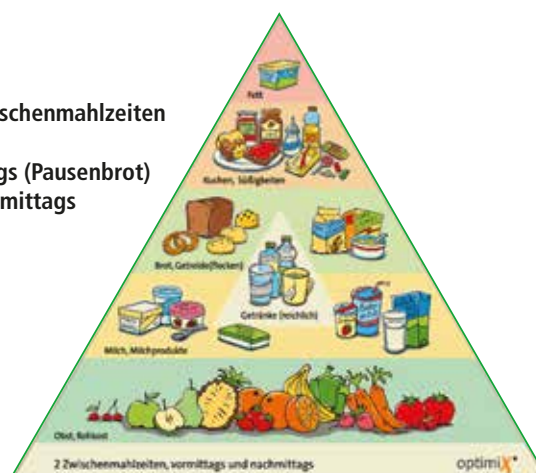 schenmahlzeiten
gs (Pausenbrot)
mittags
Fett
Kuchen, Süßigkeiten
Brot, Getreide(flocken)
Getränke (reichlich)
Milch, Milchprodukte
Obst, Rohkost
2 Zwischenmahlzeiten, vormittags und nachmittags
optimiX